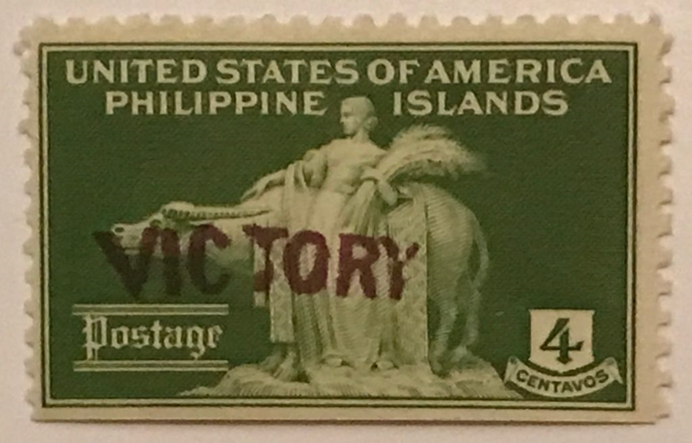 UNITED STATES OF AMERICA
PHILIPPINE ISLANDS
VICTORY
Postage
4
CENTAVOS